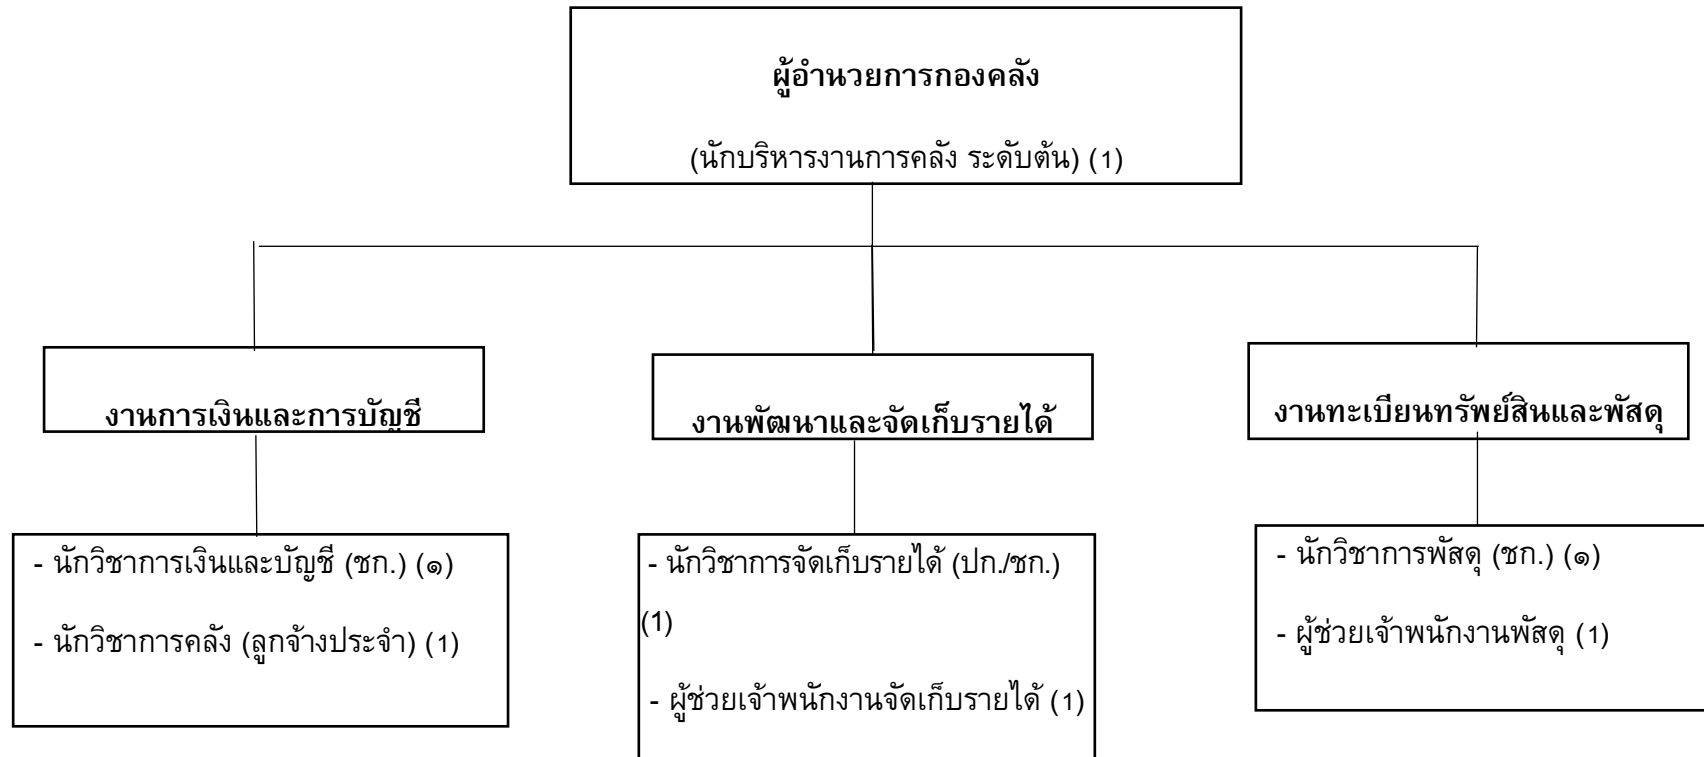 ผู้อำนวยการกองคลัง
(นักบริหารงานการคลัง ระดับต้น) (1)
งานการเงินและการบัญชี
งานพัฒนาและจัดเก็บรายได้
งานทะเบียนทรัพย์สินและพัสดุ
- นักวิชาการเงินและบัญชี (ชก.) (๑)
- นักวิชาการคลัง (ลูกจ้างประจำ) (1)
- นักวิชาการจัดเก็บรายได้ (ปก./ชก.)
(1)
- ผู้ช่วยเจ้าพนักงานจัดเก็บรายได้ (1)
- นักวิชาการพัสดุ (ชก.) (๑)
- ผู้ช่วยเจ้าพนักงานพัสดุ (1)